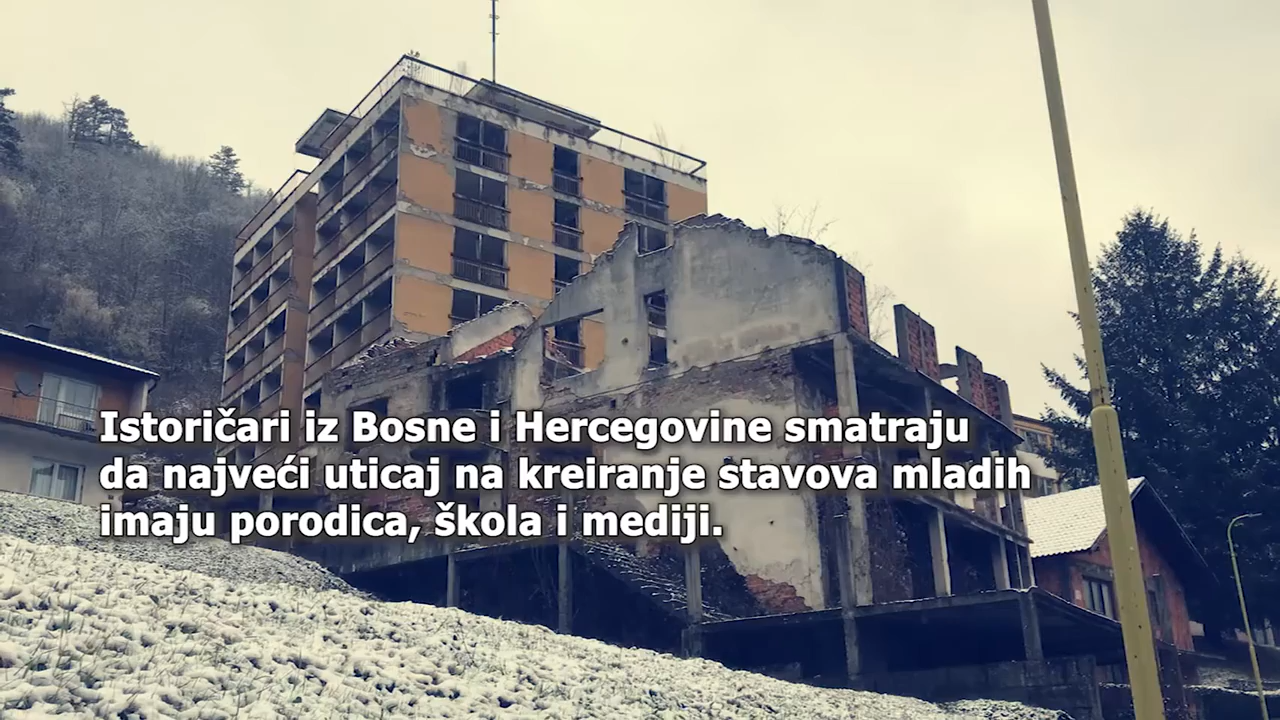 Istoričari iz Bosne i Hercegovine smatraju
da najveći uticaj na kreiranje stavova mladih
imaju porodica, škola i mediji.